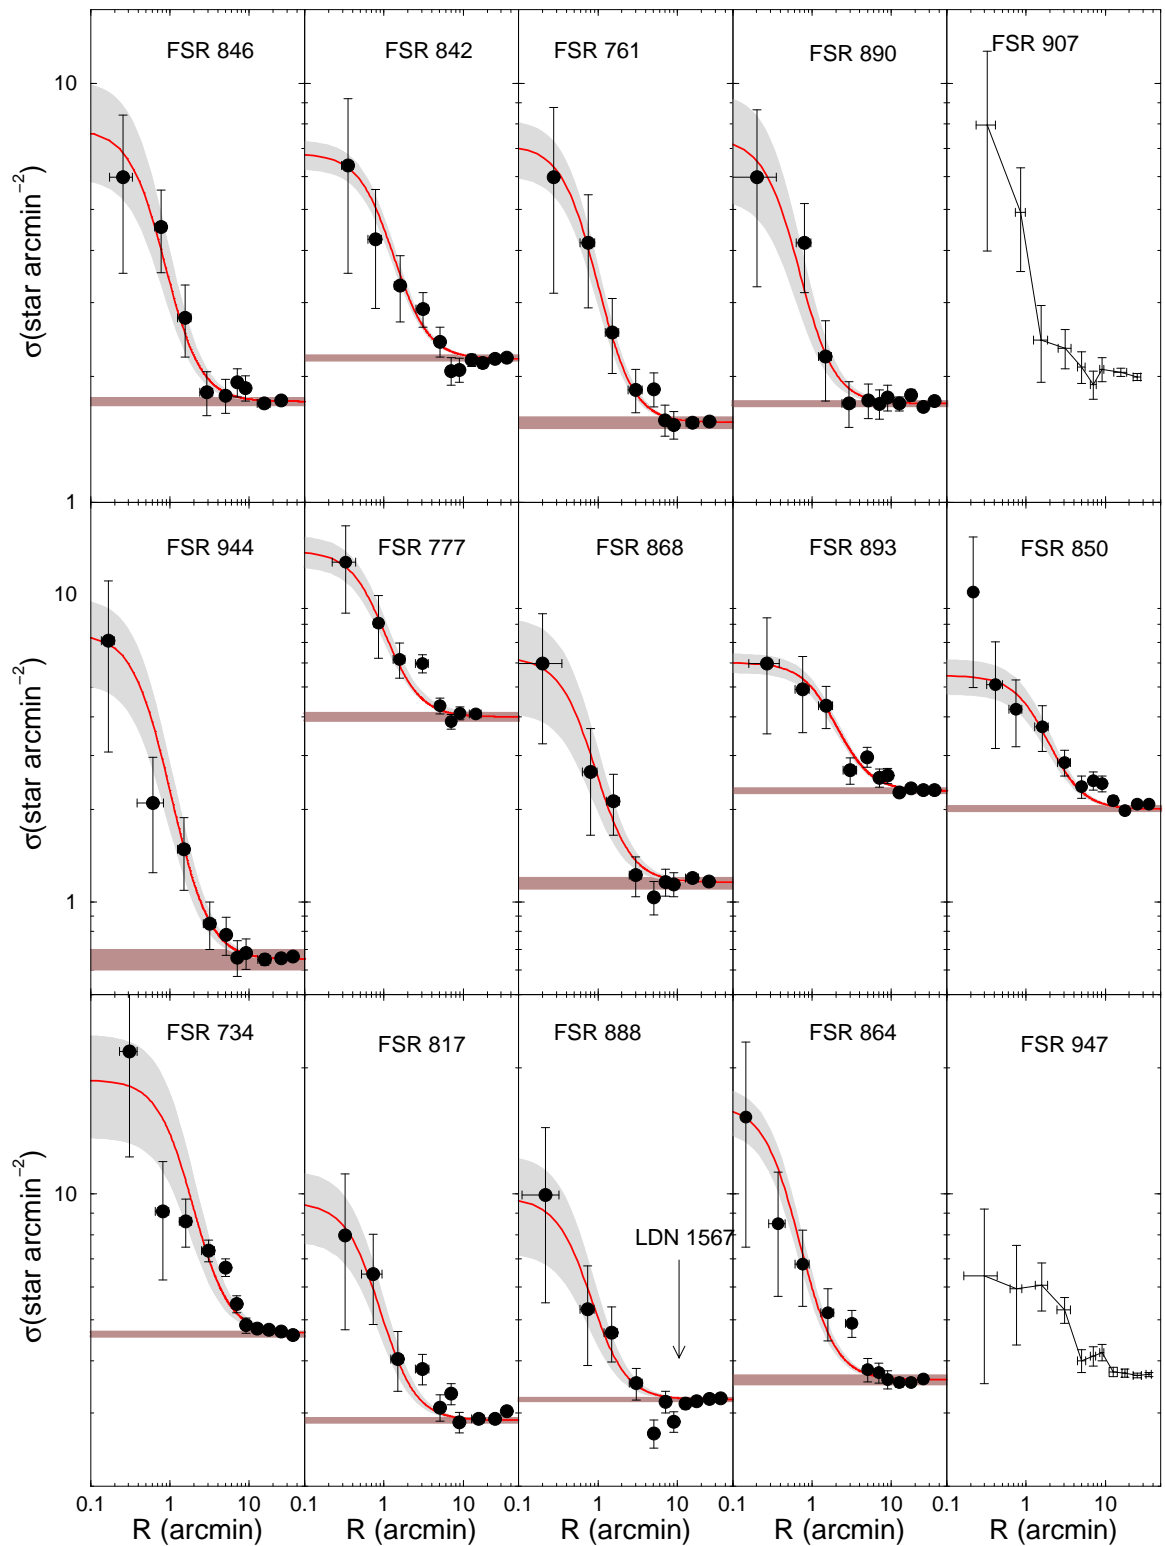 FSR 846
FSR 842
FSR 761
FSR 890
FSR 907
10
σ(star arcmin⁻²)
1
FSR 944
FSR 777
FSR 868
FSR 893
FSR 850
10
σ(star arcmin⁻²)
1
FSR 734
FSR 817
FSR 888
FSR 864
FSR 947
10
LDN 1567
σ(star arcmin⁻²)
0.1 1 10 0.1 1 10 0.1 1 10 0.1 1 10 0.1 1 10
R (arcmin) R (arcmin) R (arcmin) R (arcmin) R (arcmin)